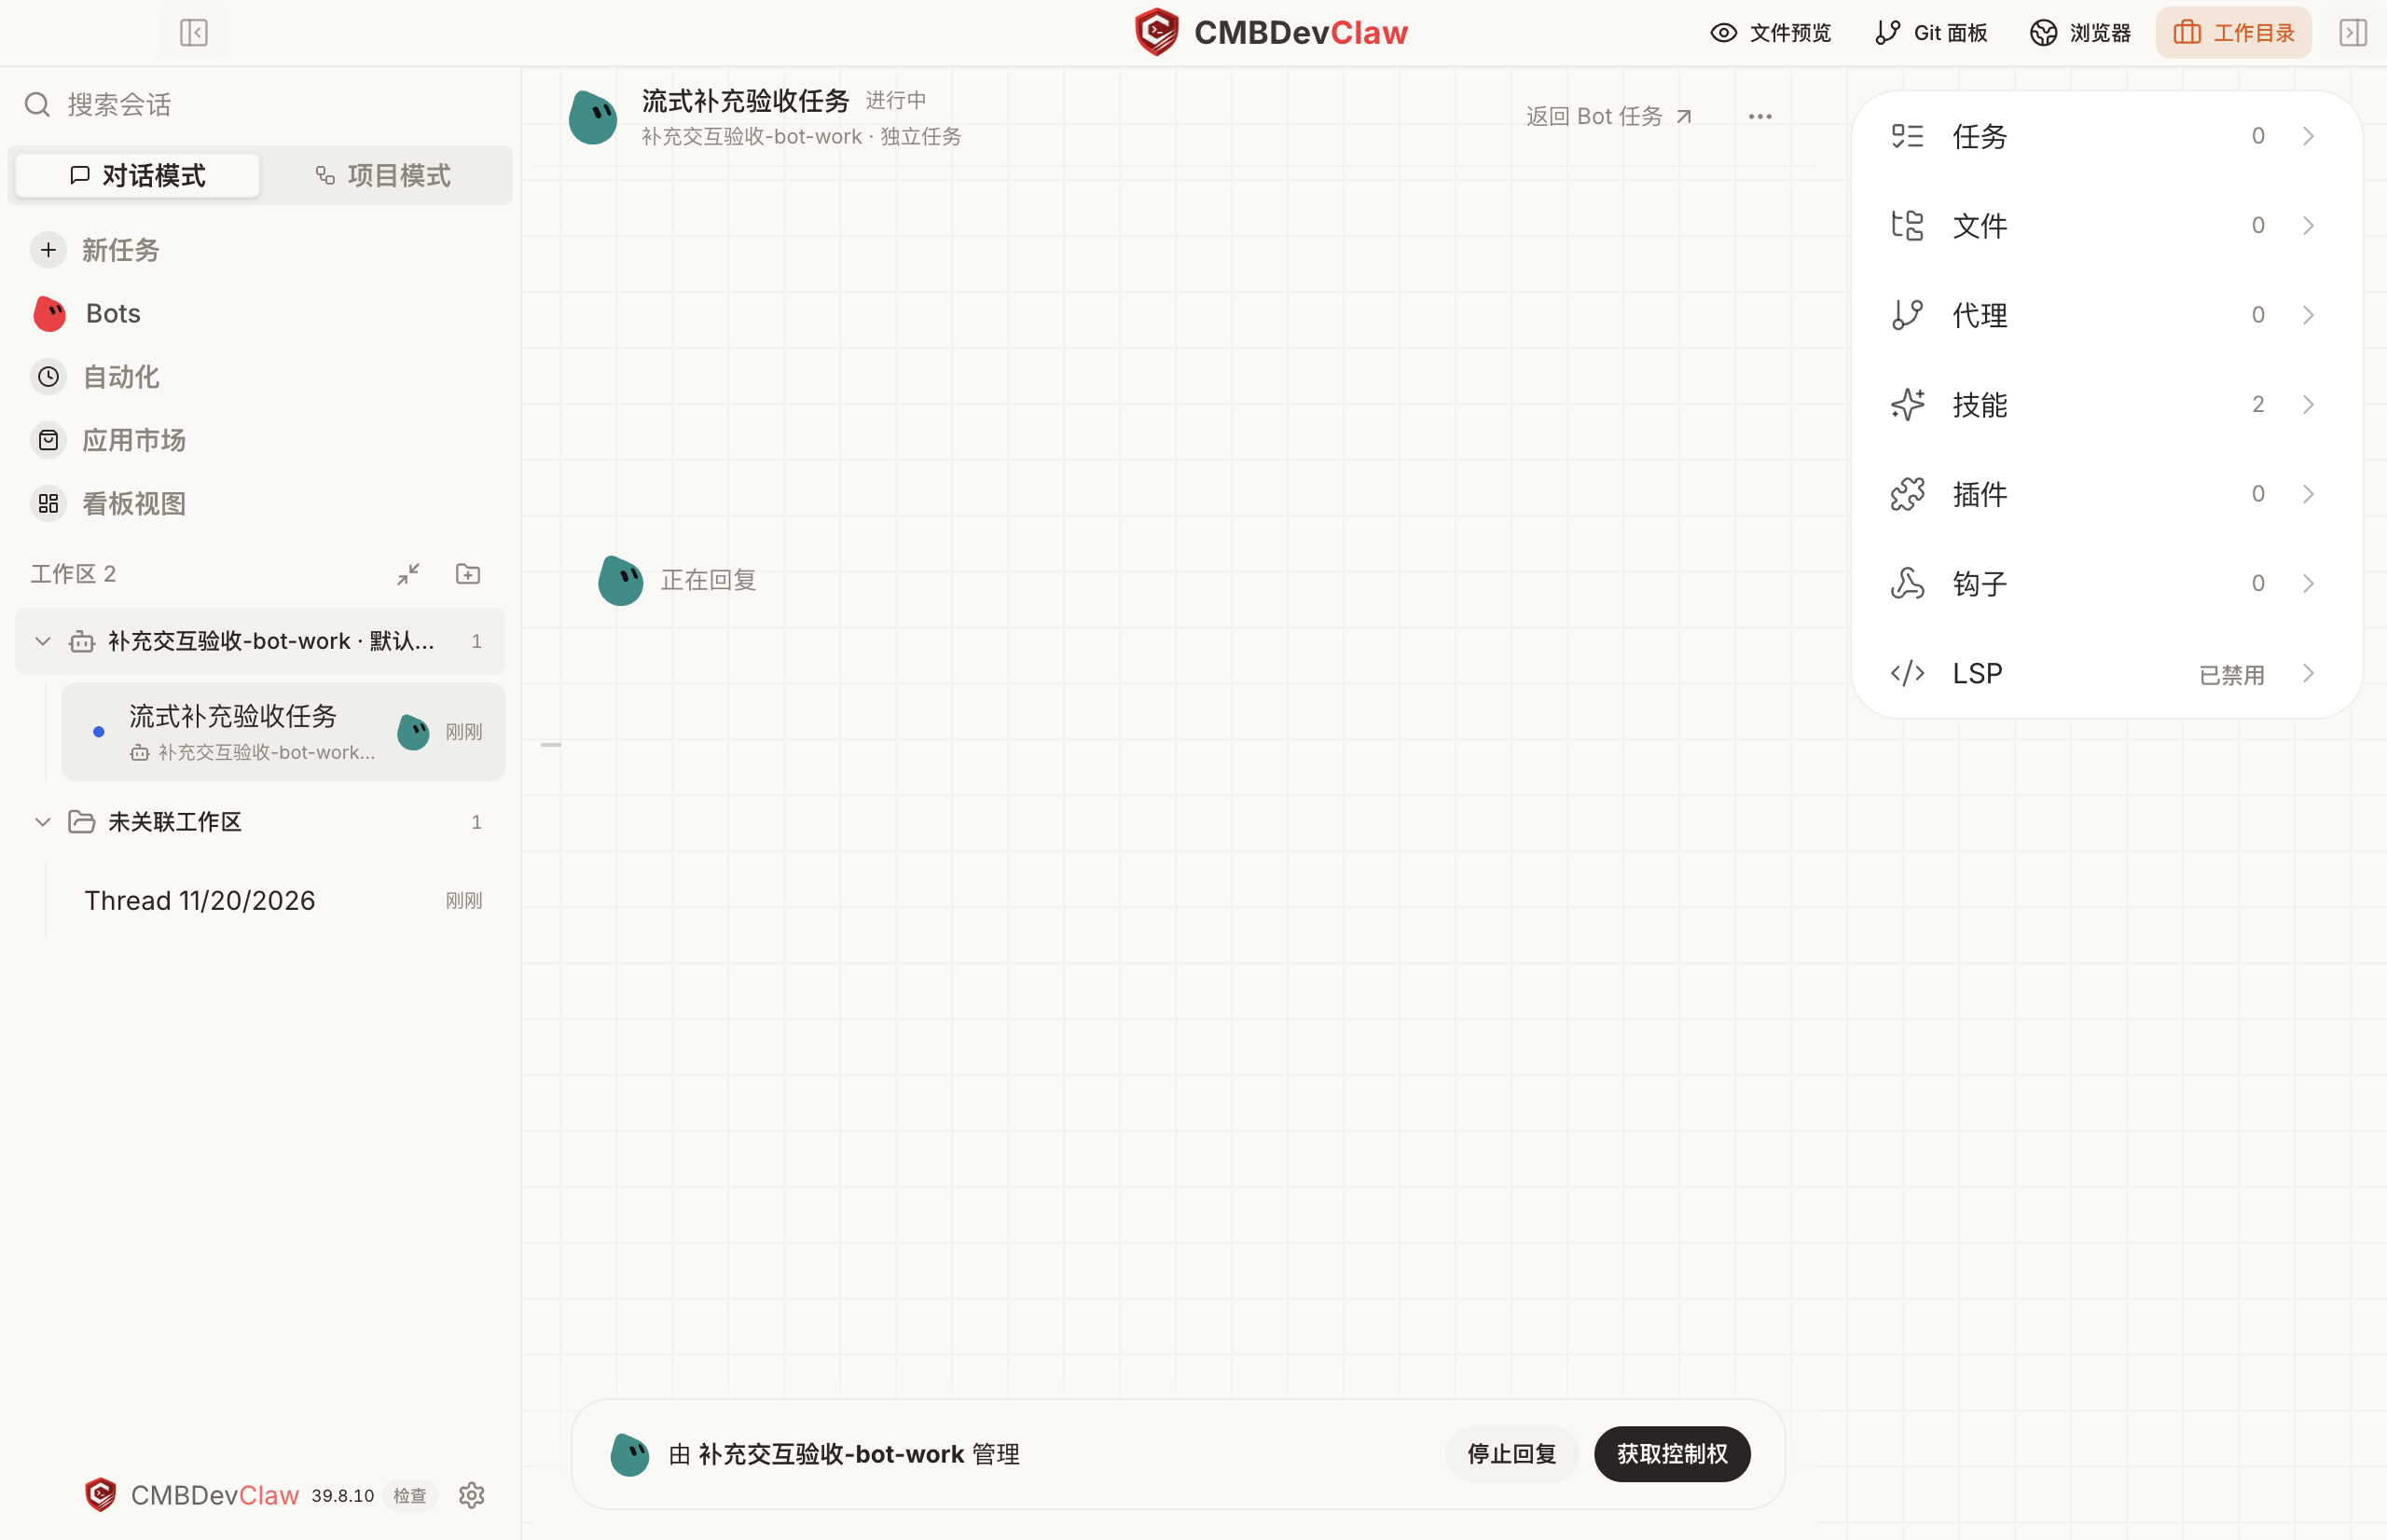 CMBDevClaw
文件预览
Git 面板
浏览器
工作目录
搜索会话
对话模式
项目模式
新任务
Bots
自动化
应用市场
看板视图
工作区 2
补充交互验收-bot-work · 默认...
1
流式补充验收任务
补充交互验收-bot-work...
刚刚
未关联工作区
1
Thread 11/20/2026
刚刚
CMBDevClaw 39.8.10 检查
流式补充验收任务 进行中
补充交互验收-bot-work · 独立任务
返回 Bot 任务
正在回复
由 补充交互验收-bot-work 管理
停止回复
获取控制权
任务 0
文件 0
代理 0
技能 2
插件 0
钩子 0
LSP 已禁用